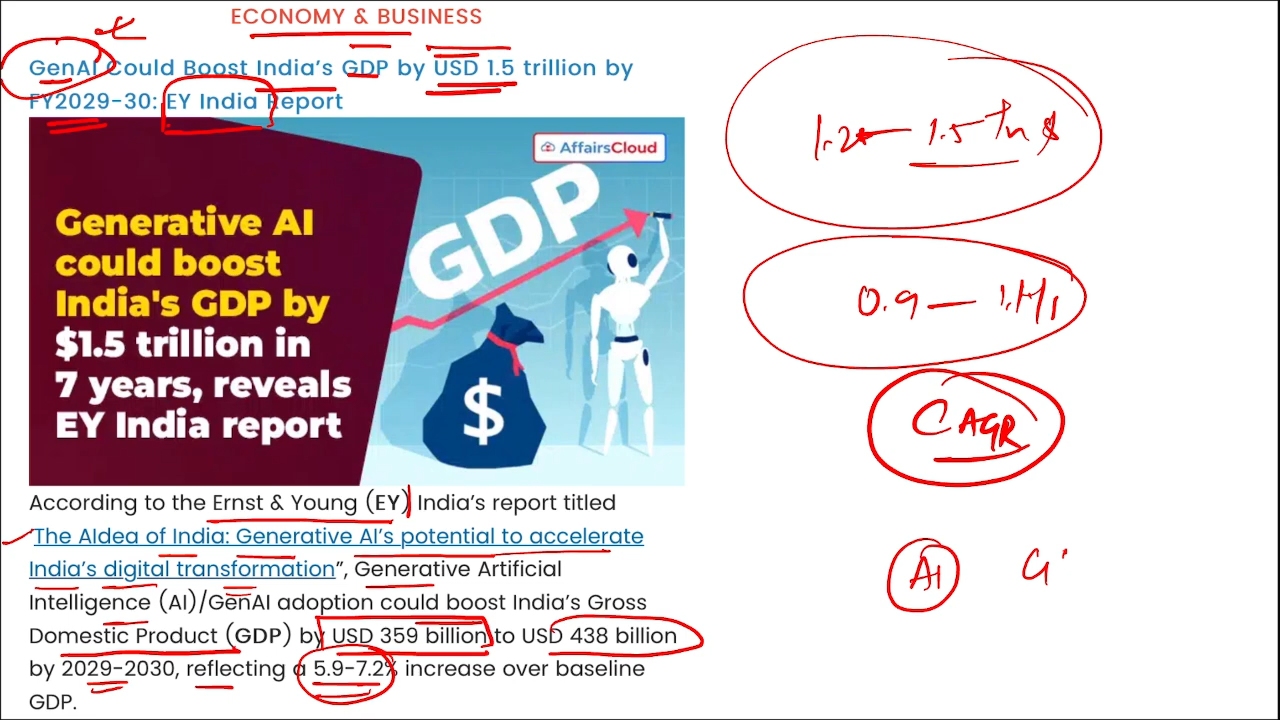 ECONOMY & BUSINESS
GenAI Could Boost India's GDP by USD 1.5 trillion by
FY2029-30: EY India Report
AffairsCloud
GDP
Generative AI
could boost
India's GDP by
$1.5 trillion in
7 years, reveals
EY India report
$
According to the Ernst & Young (EY) India's report titled
"The AIdea of India: Generative AI's potential to accelerate
India's digital transformation", Generative Artificial
Intelligence (AI)/GenAI adoption could boost India's Gross
Domestic Product (GDP) by USD 359 billion to USD 438 billion
by 2029-2030, reflecting a 5.9-7.2% increase over baseline
GDP.
1.2 — 1.5 Tn $
0.9 — 1.1%
CAGR
AI G